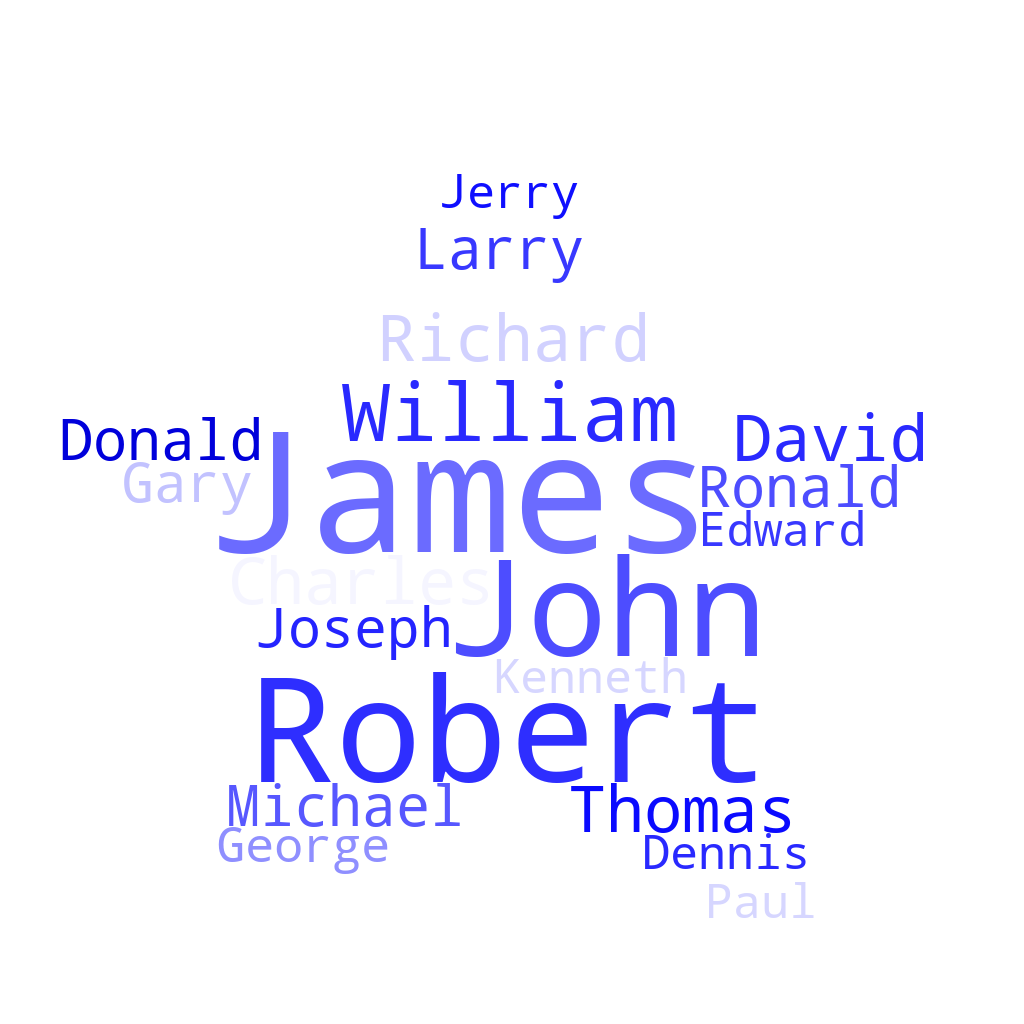 Jerry
Larry
Richard
William
Donald
David
Gary
James
Ronald
Edward
Charles
John
Joseph
Kenneth
Robert
Michael
Thomas
George
Dennis
Paul